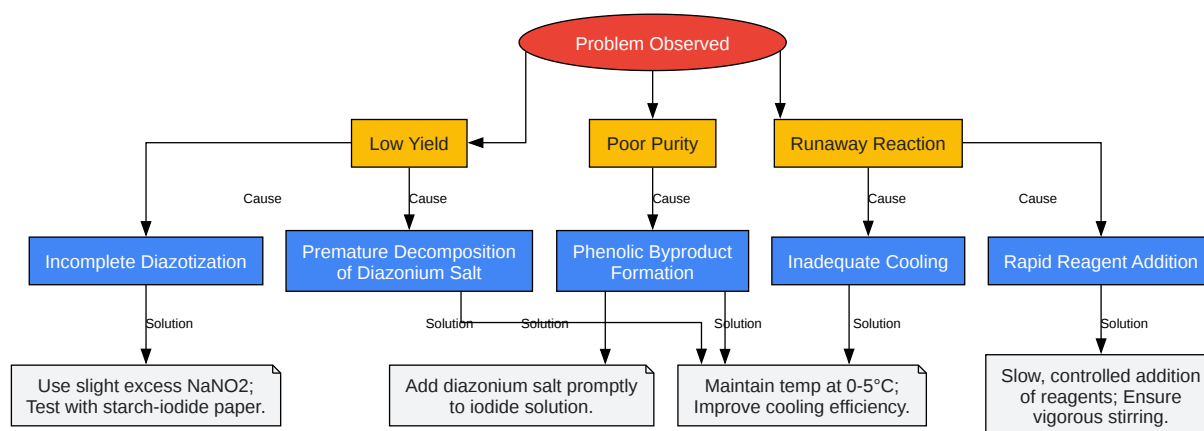 Problem Observed
Low Yield
Poor Purity
Runaway Reaction
Cause
Cause
Cause
Cause
Cause
Incomplete Diazotization
Premature Decomposition
of Diazonium Salt
Phenolic Byproduct
Formation
Inadequate Cooling
Rapid Reagent Addition
Solution
Solution
Solution
Solution
Solution
Solution
Use slight excess NaNO2;
Test with starch-iodide paper.
Add diazonium salt promptly
to iodide solution.
Maintain temp at 0-5°C;
Improve cooling efficiency.
Slow, controlled addition
of reagents; Ensure
vigorous stirring.